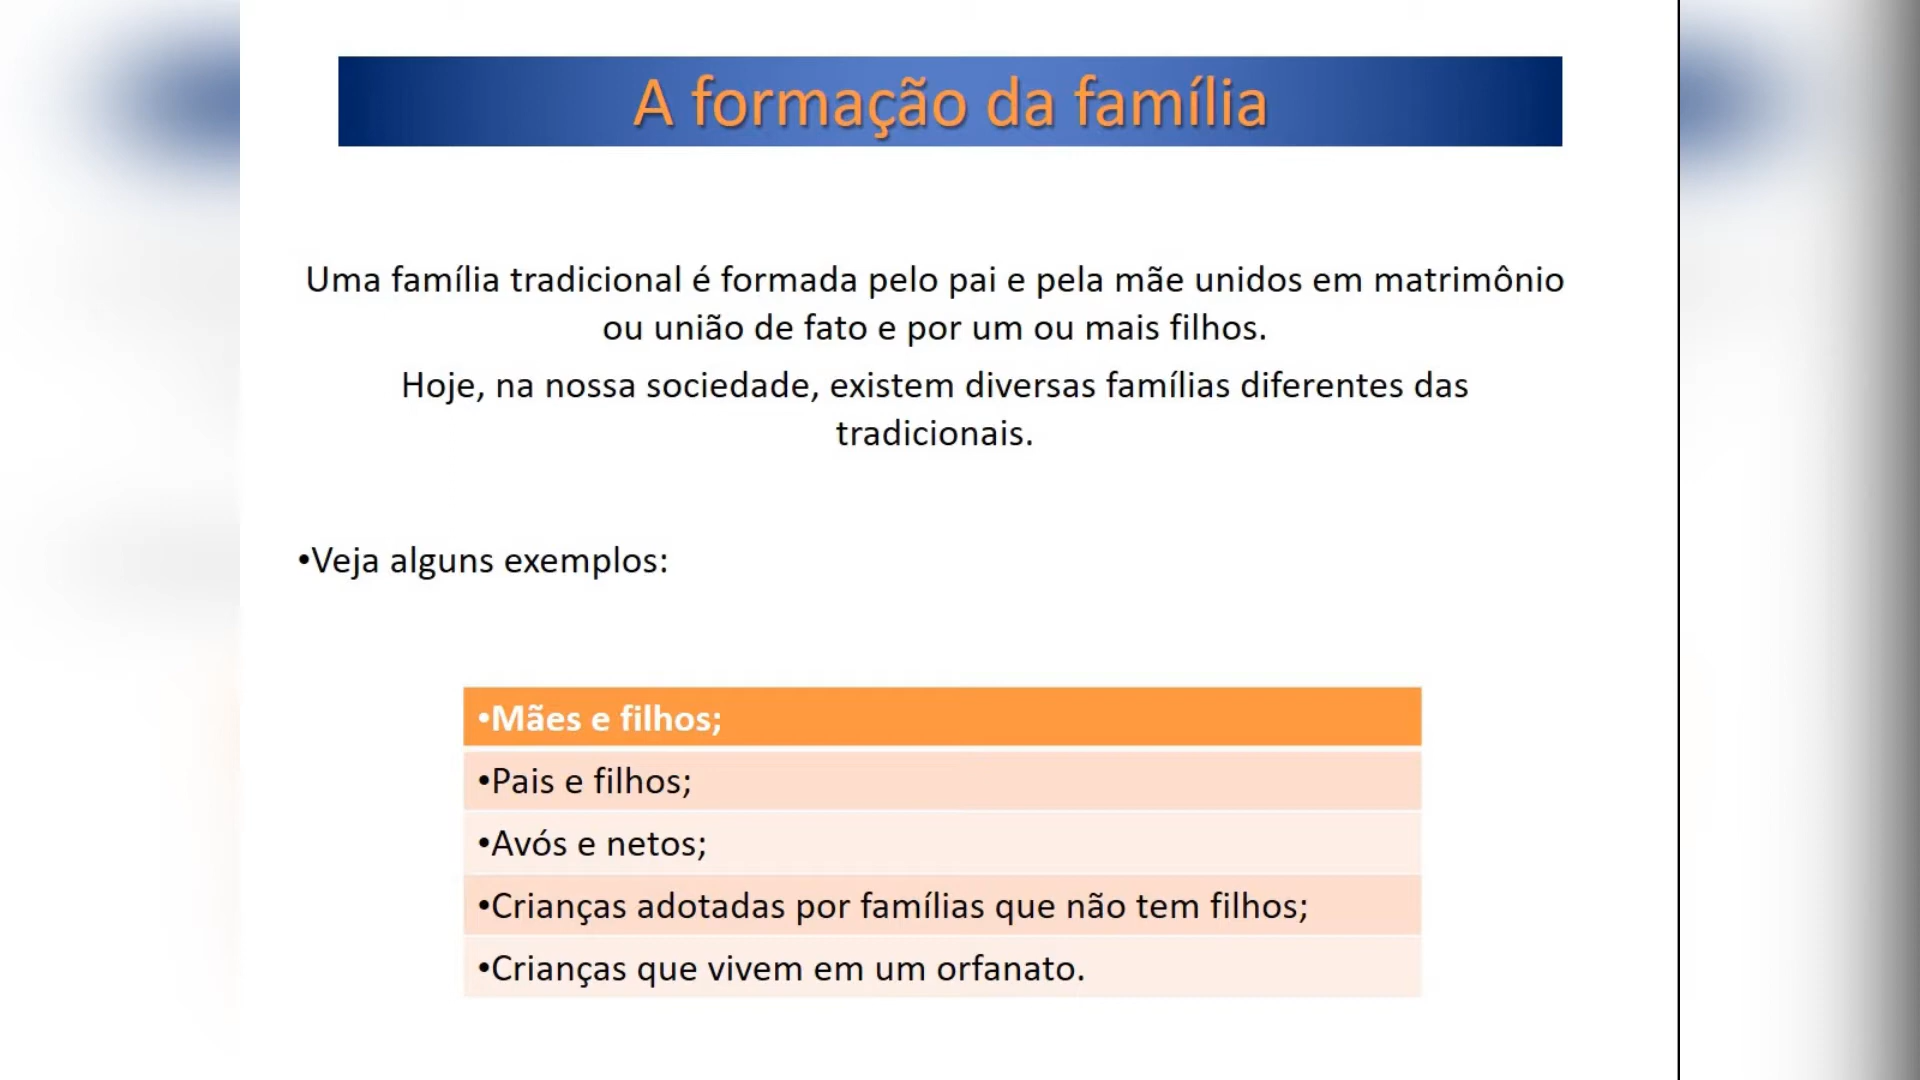 A formação da família
Uma família tradicional é formada pelo pai e pela mãe unidos em matrimônio
ou união de fato e por um ou mais filhos.
Hoje, na nossa sociedade, existem diversas famílias diferentes das
tradicionais.
•Veja alguns exemplos:
•Mães e filhos;
•Pais e filhos;
•Avós e netos;
•Crianças adotadas por famílias que não tem filhos;
•Crianças que vivem em um orfanato.